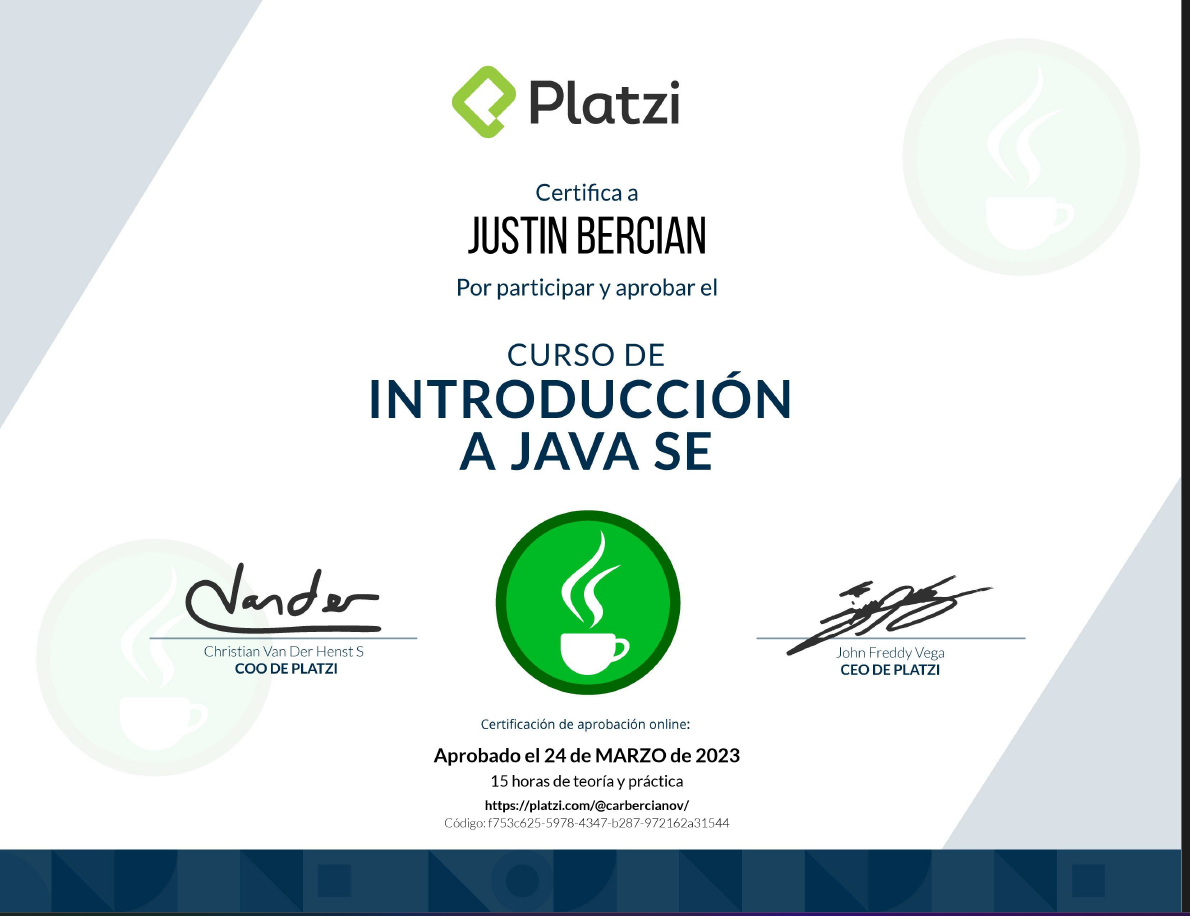 Platzi
Certifica a
JUSTIN BERCIAN
Por participar y aprobar el
CURSO DE
INTRODUCCIÓN
A JAVA SE
Vander
Christian Van Der Henst S
COO DE PLATZI
John Freddy Vega
CEO DE PLATZI
Certificación de aprobación online:
Aprobado el 24 de MARZO de 2023
15 horas de teoría y práctica
https://platzi.com/@carbercianov/
Código: f753c625-5978-4347-b287-972162a31544